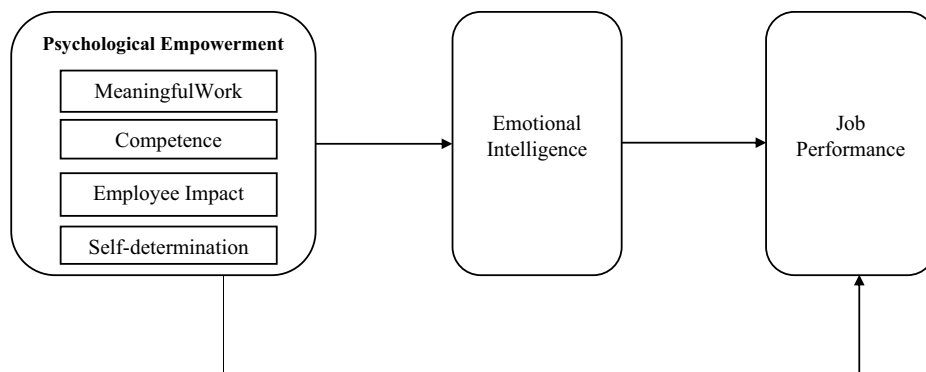 Psychological Empowerment
MeaningfulWork
Competence
Employee Impact
Self-determination
Emotional
Intelligence
Job
Performance